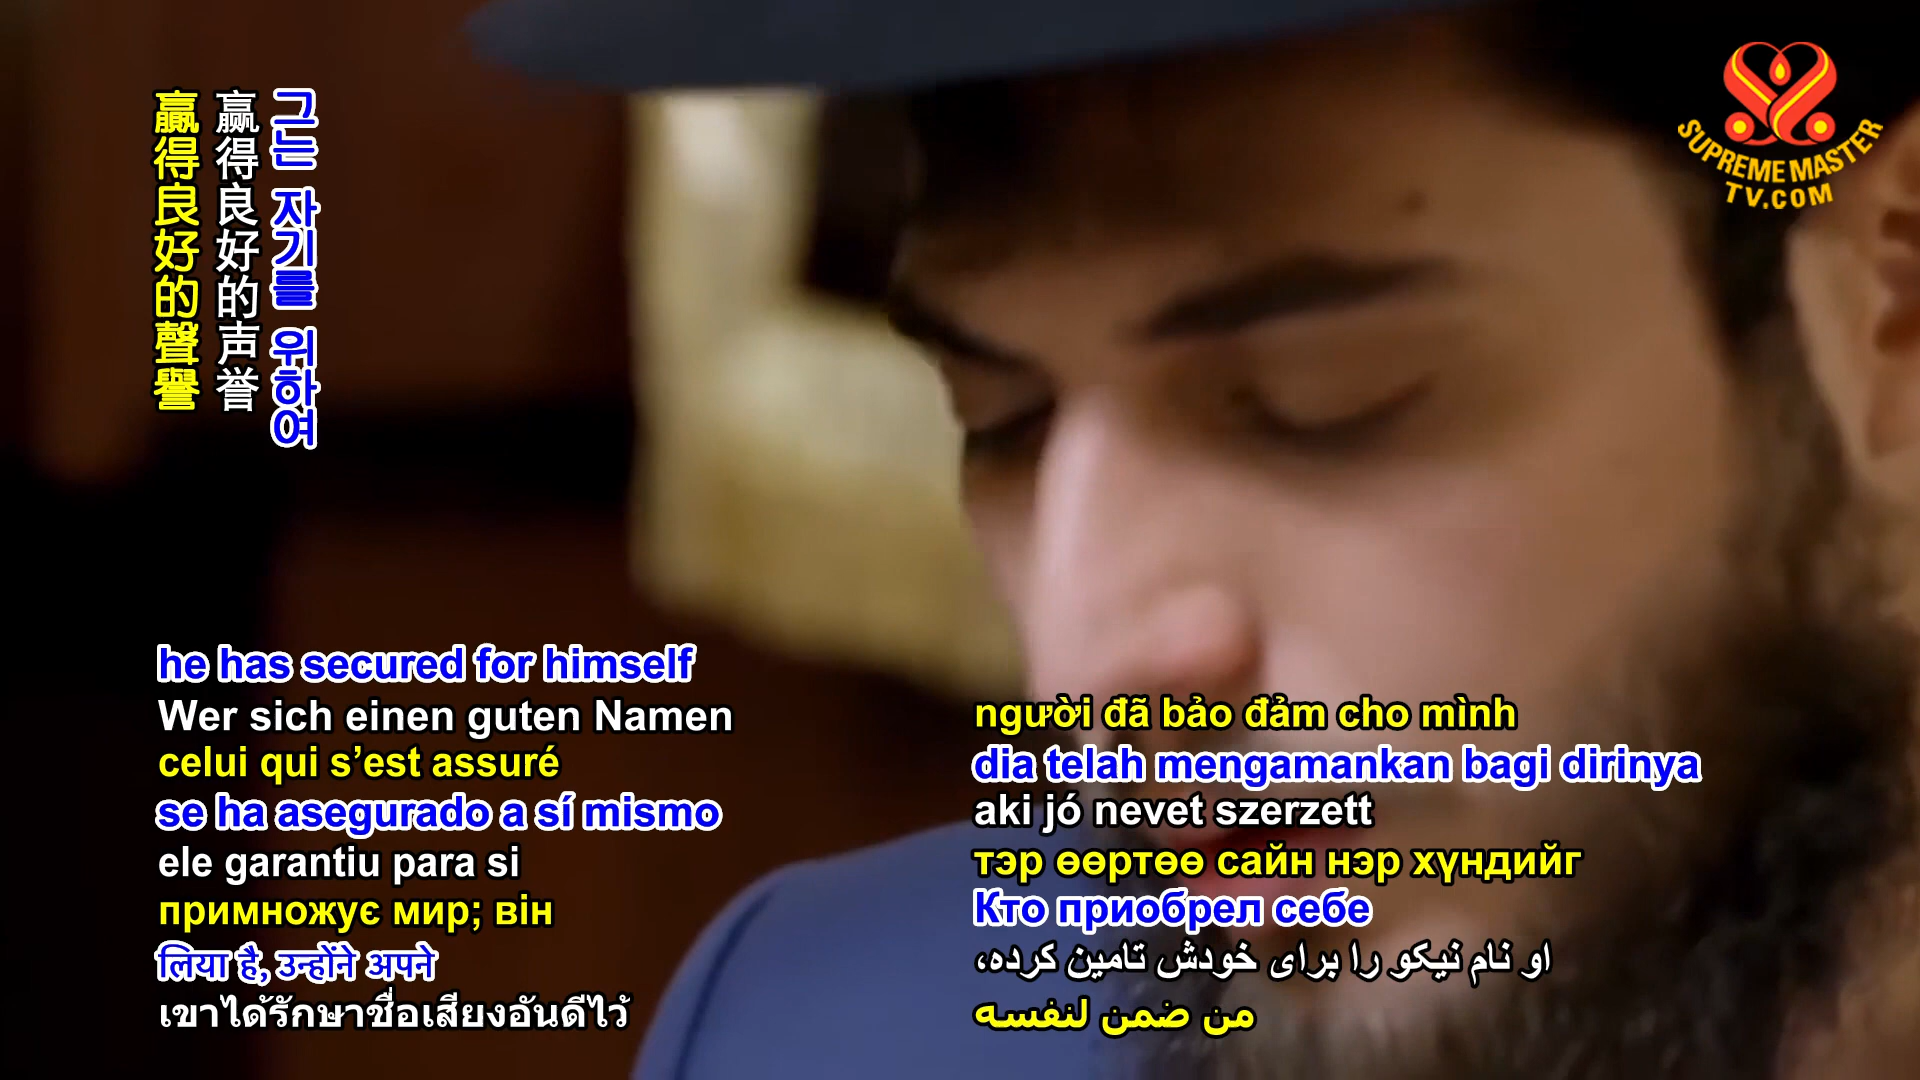 그는 자기를 위하여
赢得良好的声誉
贏得良好的聲譽
SUPREME MASTER
TV.COM
he has secured for himself
Wer sich einen guten Namen
celui qui s’est assuré
se ha asegurado a sí mismo
ele garantiu para si
примножує мир; він
लिया है, उन्होंने अपने
เขาได้รักษาชื่อเสียงอันดีไว้
người đã bảo đảm cho mình
dia telah mengamankan bagi dirinya
aki jó nevet szerzett
тэр өөртөө сайн нэр хүндийг
Кто приобрел себе
او نام نیکو را برای خودش تامین کرده،
من ضمن لنفسه